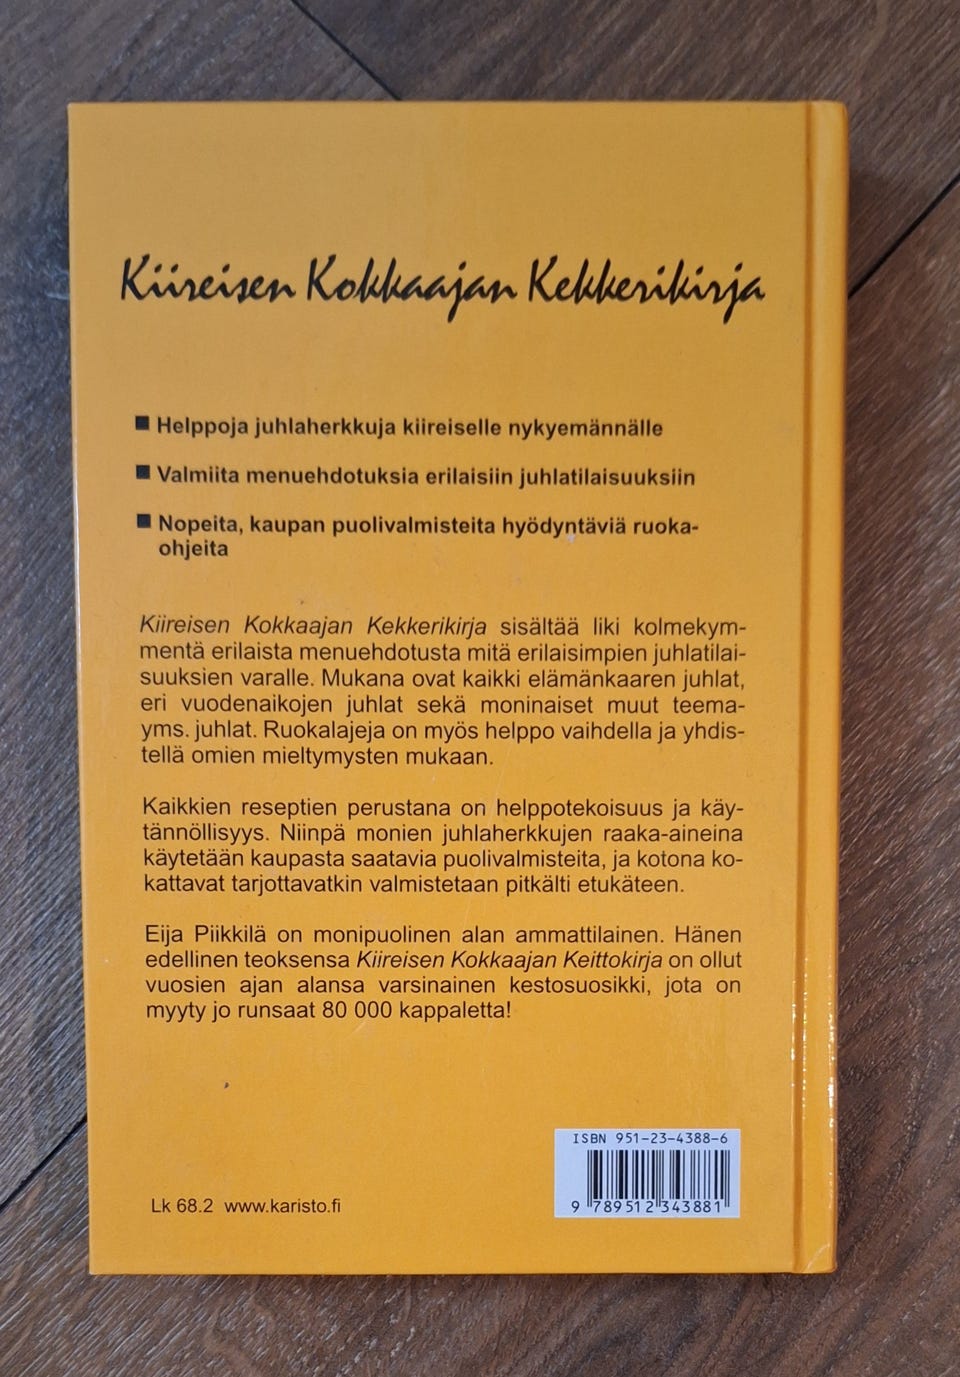 Kiireisen Kokkaajan Kekkerikirja
■ Helppoja juhlaherkkuja kiireiselle nykyemännälle
■ Valmiita menuehdotuksia erilaisiin juhlatilaisuuksiin
■ Nopeita, kaupan puolivalmisteita hyödyntäviä ruoka-
ohjeita
Kiireisen Kokkaajan Kekkerikirja sisältää liki kolmekym-
mentä erilaista menuehdotusta mitä erilaisimpien juhlatilai-
suuksien varalle. Mukana ovat kaikki elämänkaaren juhlat,
eri vuodenaikojen juhlat sekä moninaiset muut teema-
yms. juhlat. Ruokalajeja on myös helppo vaihdella ja yhdis-
tellä omien mieltymysten mukaan.
Kaikkien reseptien perustana on helppotekoisuus ja käy-
tännöllisyys. Niinpä monien juhlaherkkujen raaka-aineina
käytetään kaupasta saatavia puolivalmisteita, ja kotona ko-
kattavat tarjottavatkin valmistetaan pitkälti etukäteen.
Eija Piikkilä on monipuolinen alan ammattilainen. Hänen
edellinen teoksensa Kiireisen Kokkaajan Keittokirja on ollut
vuosien ajan alansa varsinainen kestosuosikki, jota on
myyty jo runsaat 80 000 kappaletta!
ISBN 951-23-4388-6
9 789512 343881
Lk 68.2 www.karisto.fi